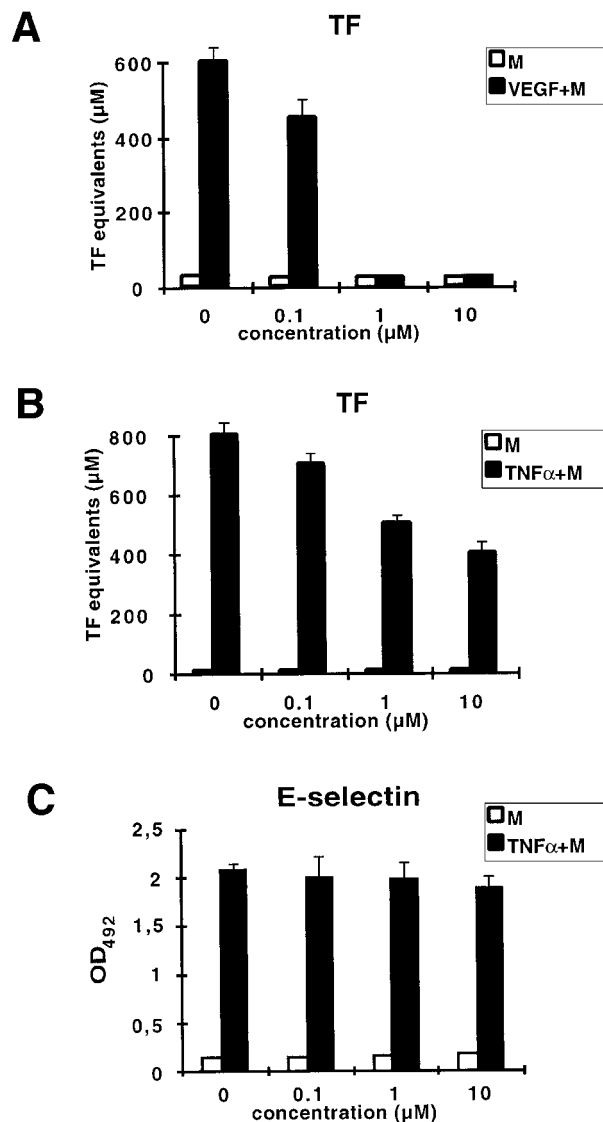 A
TF
M
VEGF+M
TF equivalents (µM)
600
400
200
0
0 0.1 1 10
concentration (µM)
B
TF
M
TNFα+M
TF equivalents (µM)
800
600
400
200
0
0 0.1 1 10
concentration (µM)
C
E-selectin
M
TNFα+M
OD492
2,5
2
1,5
1
0,5
0
0 0.1 1 10
concentration (µM)